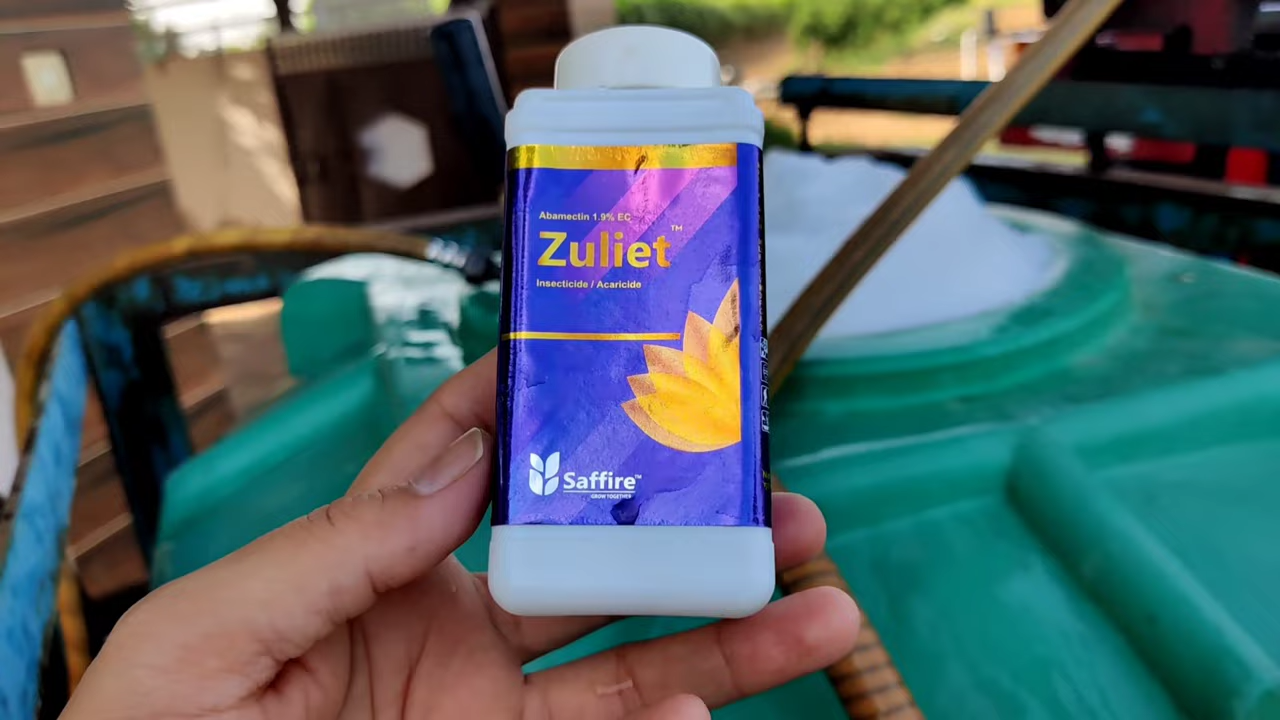 Abamectin 1.9% EC
Zuliet™
Insecticide / Acaricide
Saffire™
GROW TOGETHER